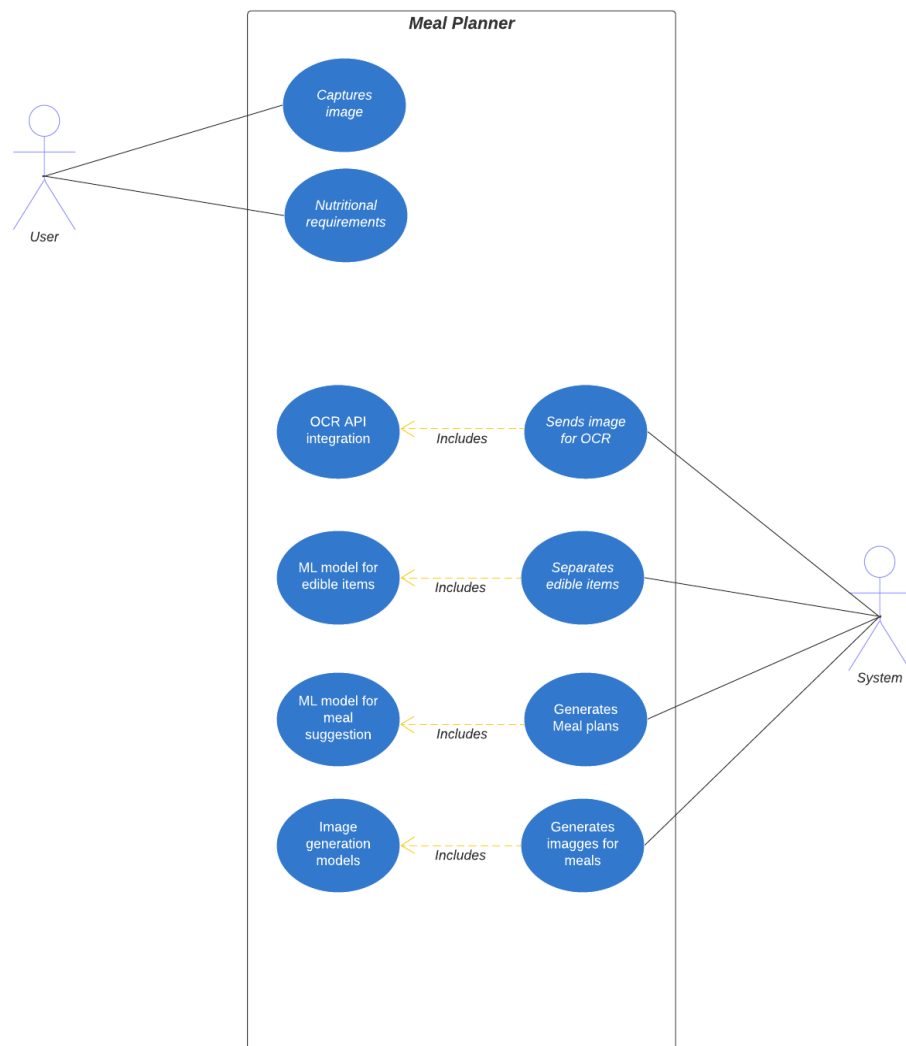 Meal Planner
Captures
image
Nutritional
requirements
User
OCR API
integration
Includes
Sends image
for OCR
ML model for
edible items
Includes
Separates
edible items
System
ML model for
meal
suggestion
Includes
Generates
Meal plans
Image
generation
models
Includes
Generates
imagges for
meals